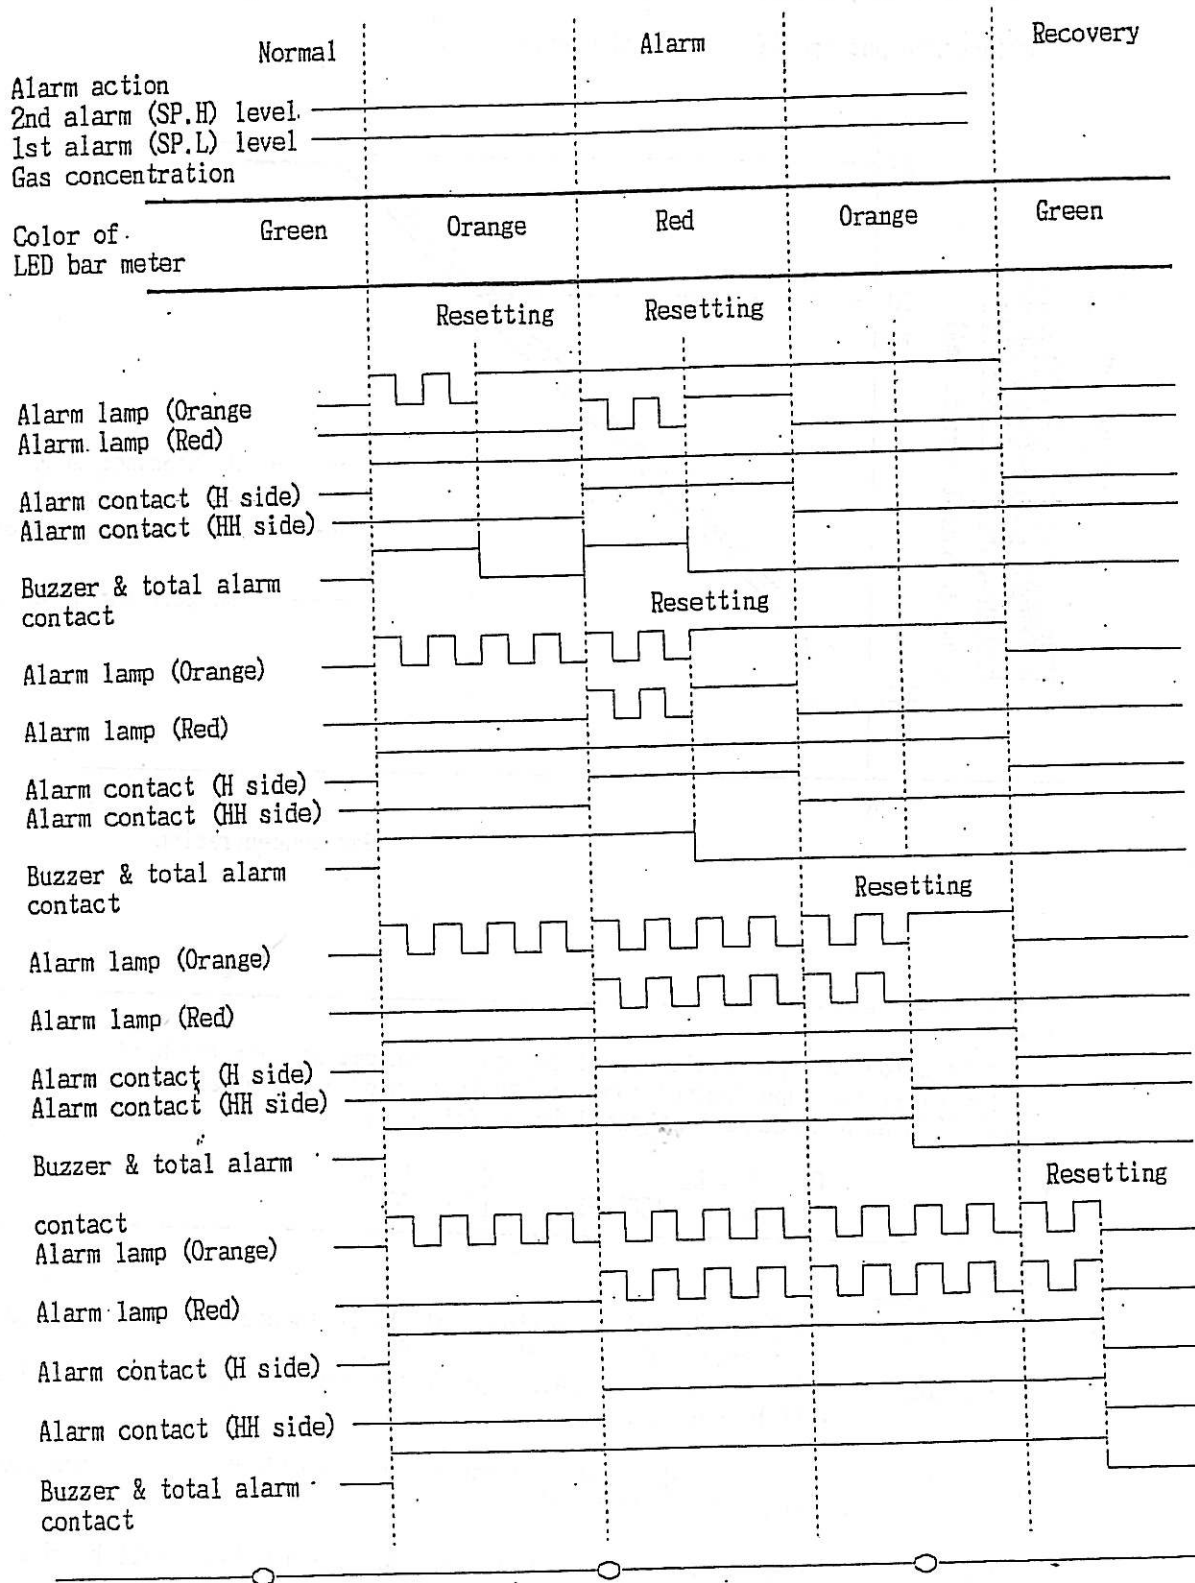 Normal Alarm Recovery
Alarm action
2nd alarm (SP.H) level.
1st alarm (SP.L) level
Gas concentration
Color of Green Orange Red Orange Green
LED bar meter
Resetting Resetting
Alarm lamp (Orange
Alarm lamp (Red)
Alarm contact (H side)
Alarm contact (HH side)
Buzzer & total alarm
contact
Resetting
Alarm lamp (Orange)
Alarm lamp (Red)
Alarm contact (H side)
Alarm contact (HH side)
Buzzer & total alarm
contact
Resetting
Alarm lamp (Orange)
Alarm lamp (Red)
Alarm contact (H side)
Alarm contact (HH side)
Buzzer & total alarm
Resetting
contact
Alarm lamp (Orange)
Alarm lamp (Red)
Alarm contact (H side)
Alarm contact (HH side)
Buzzer & total alarm
contact